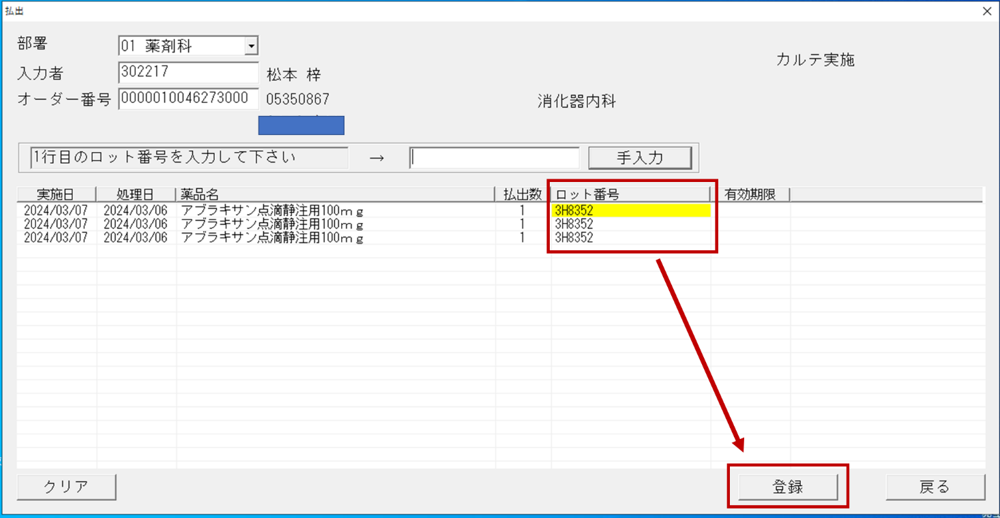 払出
部署 01 薬剤科
カルテ実施
入力者 302217 松本 梓
オーダー番号 0000010046273000 05350867 消化器内科
1行目のロット番号を入力して下さい → 手入力
実施日 処理日 薬品名 払出数 ロット番号 有効期限
2024/03/07 2024/03/06 アブラキサン点滴静注用100ｍｇ 1 3H8352
2024/03/07 2024/03/06 アブラキサン点滴静注用100ｍｇ 1 3H8352
2024/03/07 2024/03/06 アブラキサン点滴静注用100ｍｇ 1 3H8352
クリア 登録 戻る